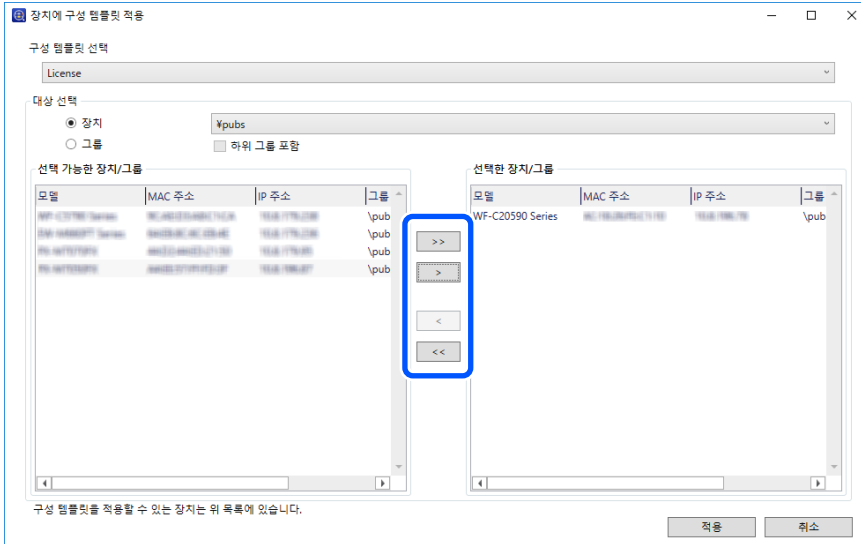 장치에 구성 템플릿 적용
구성 템플릿 선택
License
대상 선택
장치
¥pubs
그룹
하위 그룹 포함
선택 가능한 장치/그룹
선택한 장치/그룹
모델 MAC 주소 IP 주소 그룹
모델 MAC 주소 IP 주소 그룹
\pub
WF-C20590 Series \pub
\pub
\pub
\pub
>>
>
<
<<
구성 템플릿을 적용할 수 있는 장치는 위 목록에 있습니다.
적용 취소